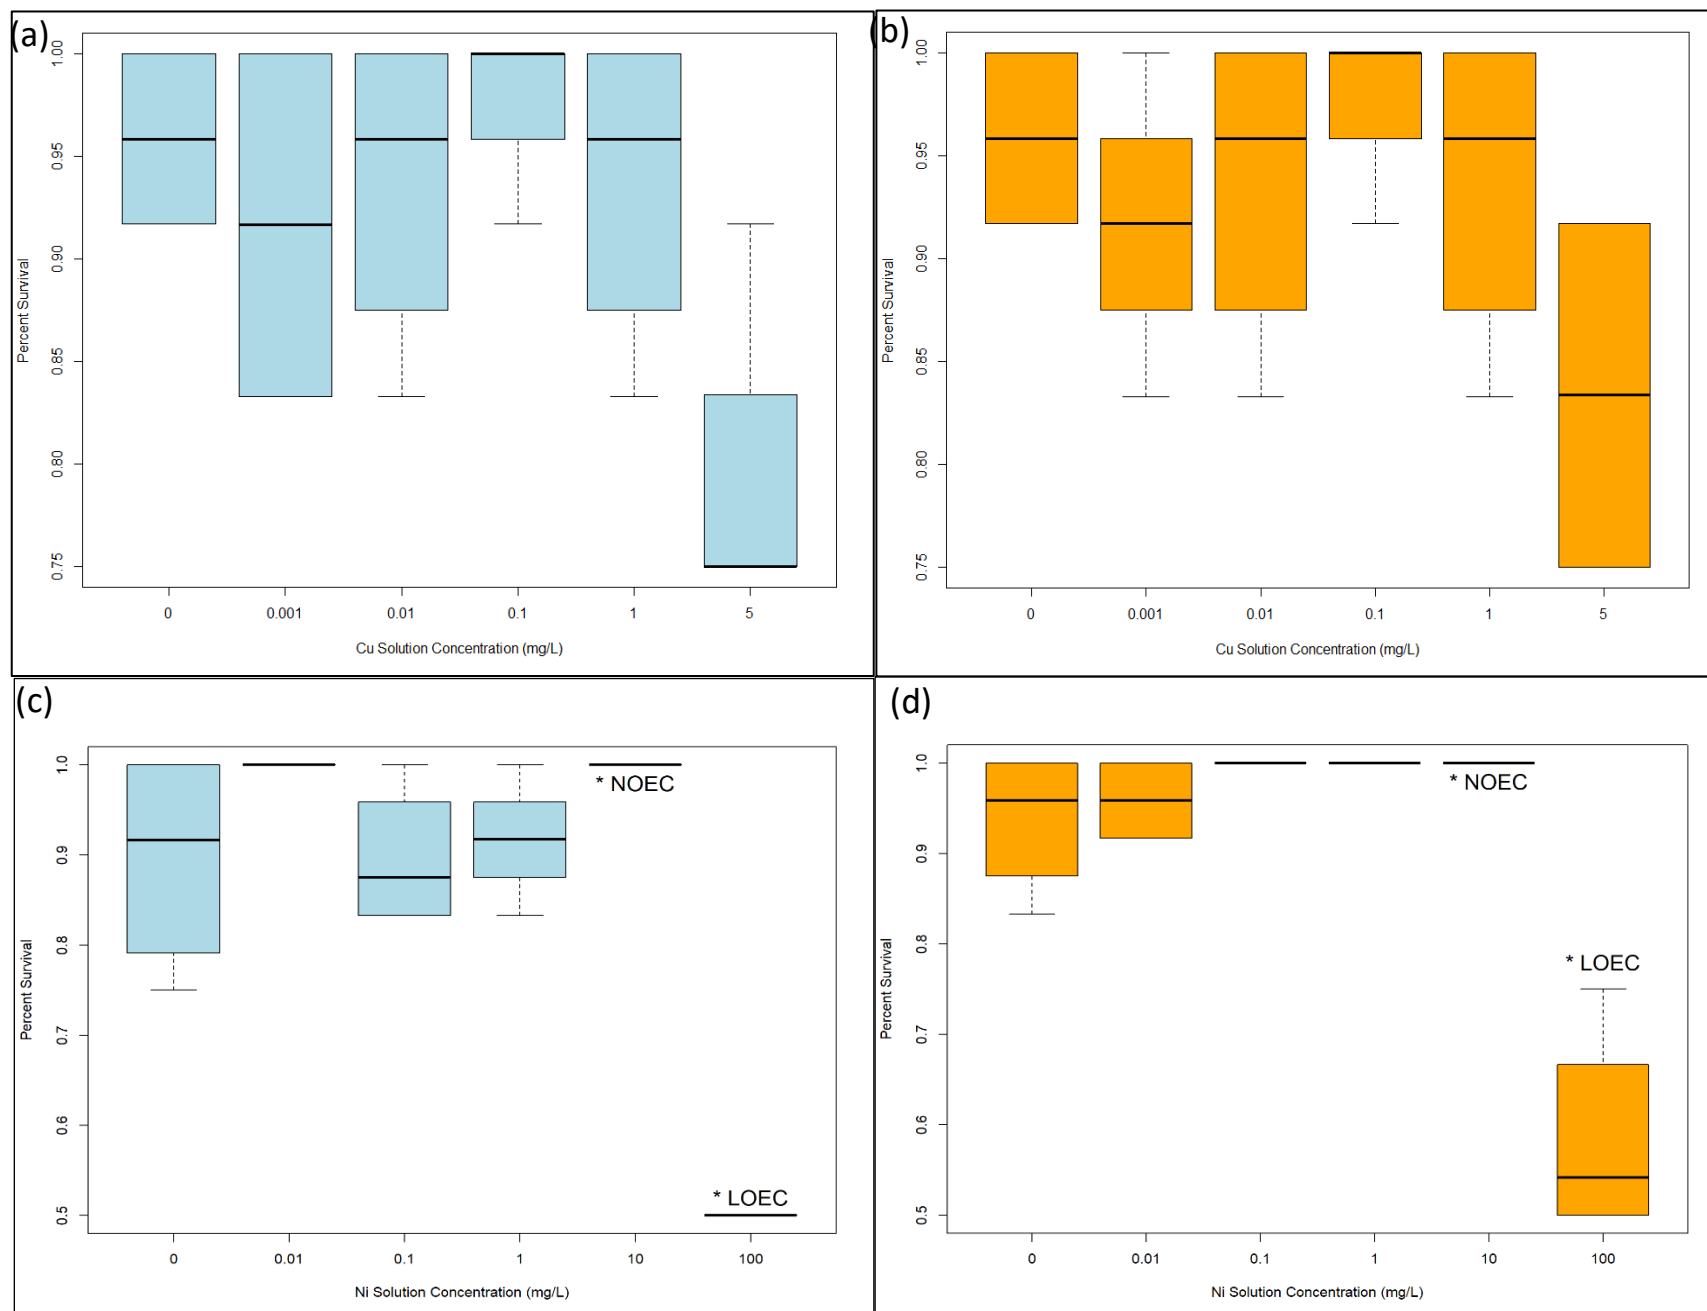 (a)
Percent Survival
1.00
0.95
0.90
0.85
0.80
0.75
0 0.001 0.01 0.1 1 5
Cu Solution Concentration (mg/L)
(b)
Percent Survival
1.00
0.95
0.90
0.85
0.80
0.75
0 0.001 0.01 0.1 1 5
Cu Solution Concentration (mg/L)
(c)
Percent Survival
1.0
0.9
0.8
0.7
0.6
0.5
* NOEC
* LOEC
0 0.01 0.1 1 10 100
Ni Solution Concentration (mg/L)
(d)
Percent Survival
1.0
0.9
0.8
0.7
0.6
0.5
* NOEC
* LOEC
0 0.01 0.1 1 10 100
Ni Solution Concentration (mg/L)